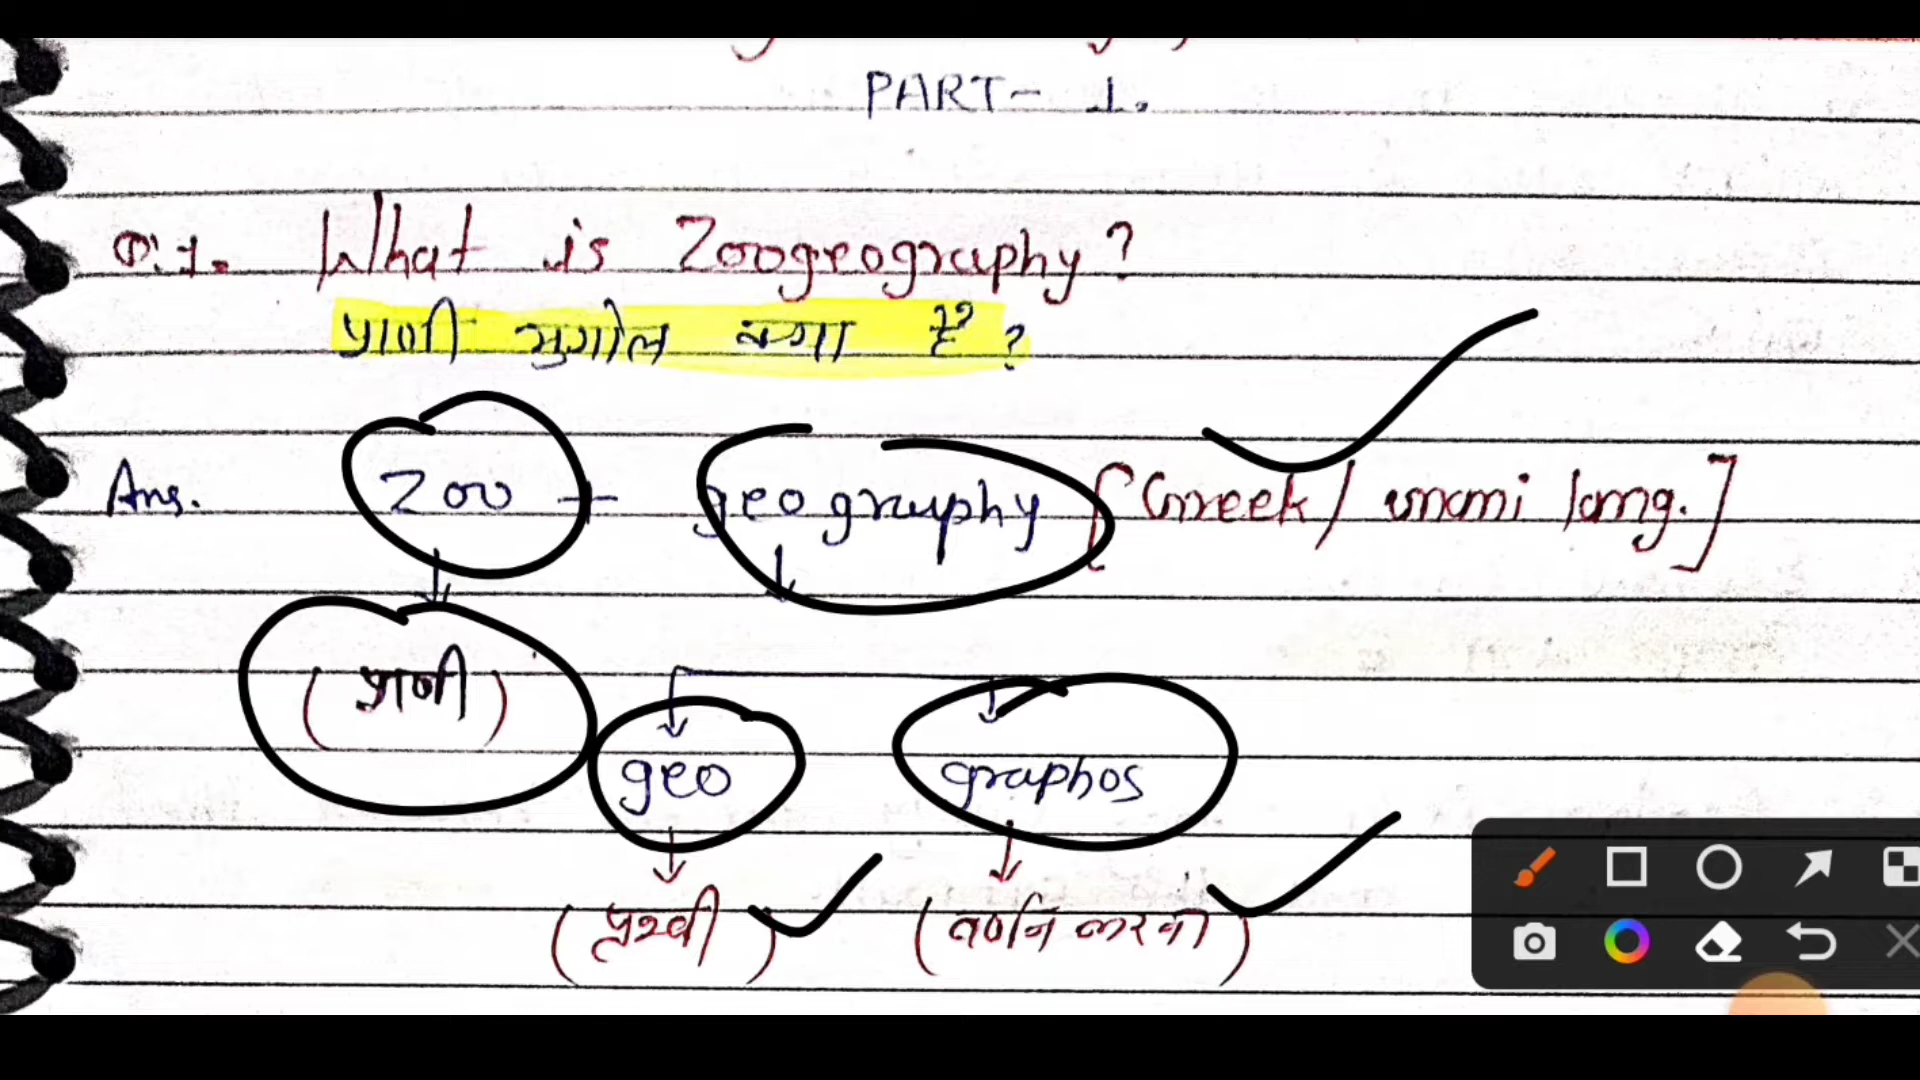 PART- 1.
Q.1. What is Zoogeography?
प्राणी भुगोल क्या है ?
Ans. Zoo + geography [Greek/ unani lang.]
(प्राणी)
geo graphos
(पृथ्वी) (वर्णन करना)